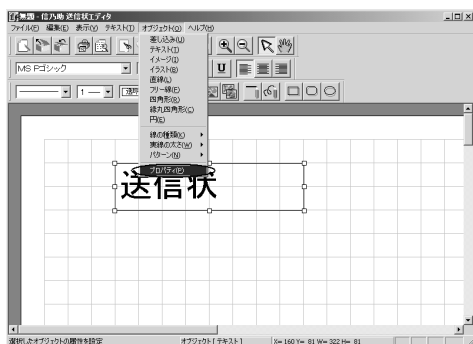 無題 - 信乃助 送信状エディタ
ファイル(F) 編集(E) 表示(V) テキスト(T) オブジェクト(O) ヘルプ(H)
差し込み(U)
テキスト(T)
イメージ(I)
イラスト(B)
直線(L)
フリー線(E)
四角形(R)
縁丸四角形(C)
円(E)
線の種類(K)
実線の太さ(W)
パターン(N)
プロパティ(P)
MS Pゴシック
U
1
送信状
選択したオブジェクトの属性を設定
オブジェクト[テキスト]
X= 160 Y= 81 W= 322 H= 81